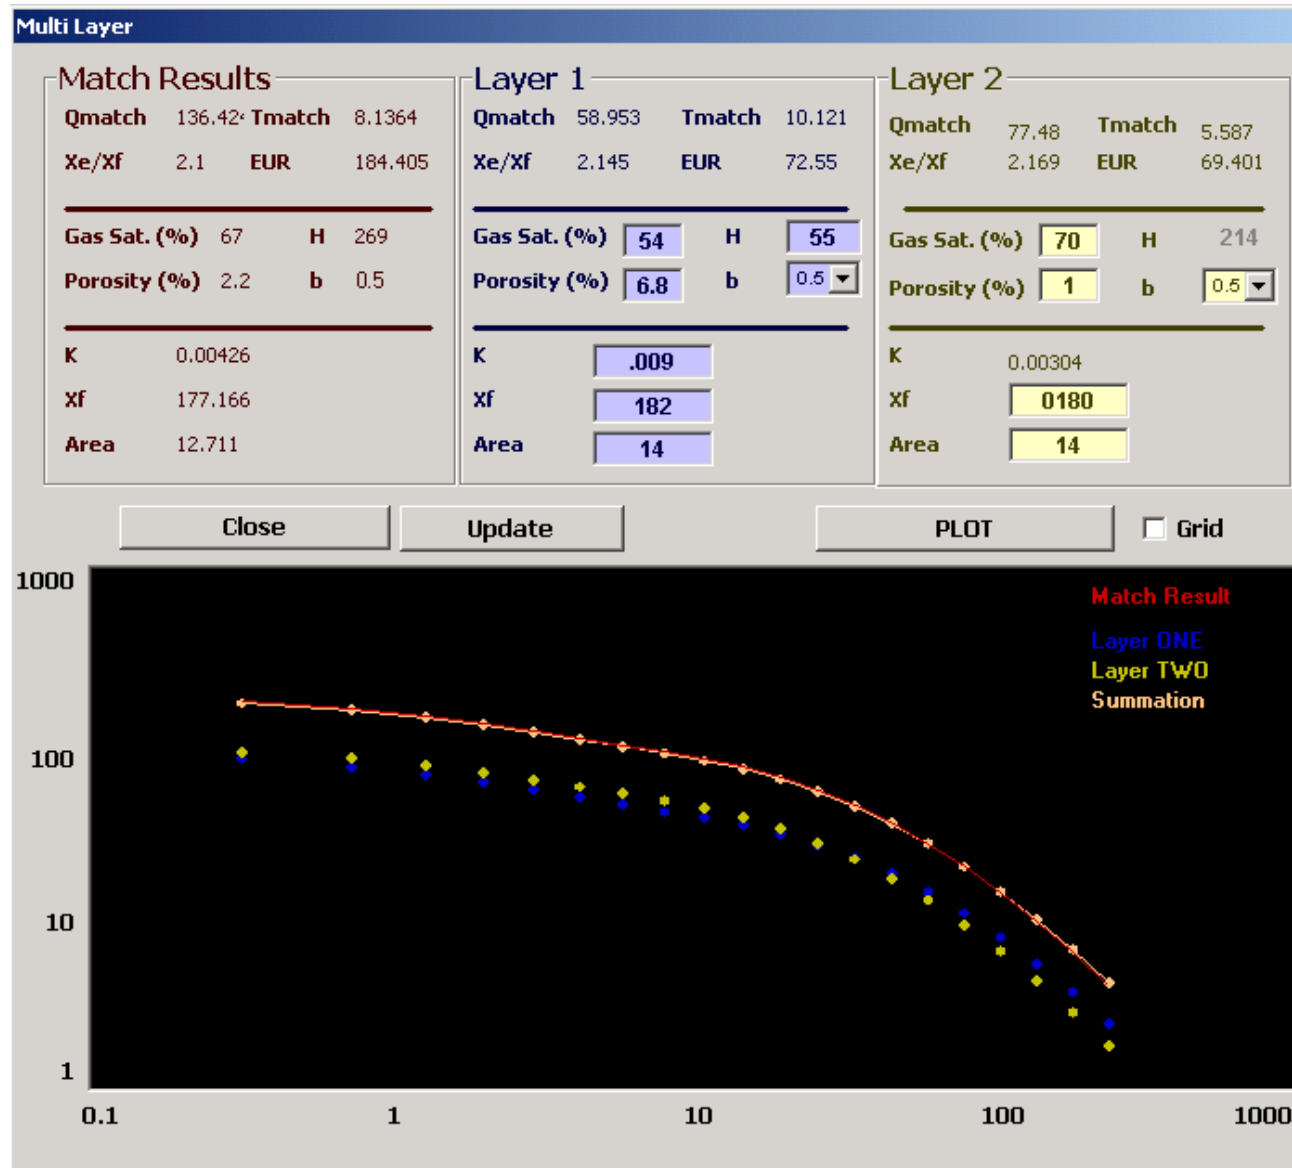 Multi Layer
Match Results
Qmatch 136.424 Tmatch 8.1364
Xe/Xf 2.1 EUR 184.405
Gas Sat. (%) 67 H 269
Porosity (%) 2.2 b 0.5
K 0.00426
Xf 177.166
Area 12.711
Layer 1
Qmatch 58.953 Tmatch 10.121
Xe/Xf 2.145 EUR 72.55
Gas Sat. (%) 54 H 55
Porosity (%) 6.8 b 0.5
K .009
Xf 182
Area 14
Layer 2
Qmatch 77.48 Tmatch 5.587
Xe/Xf 2.169 EUR 69.401
Gas Sat. (%) 70 H 214
Porosity (%) 1 b 0.5
K 0.00304
Xf 0180
Area 14
Close Update PLOT Grid
1000
100
10
1
Match Result
Layer ONE
Layer TWO
Summation
0.1 1 10 100 1000